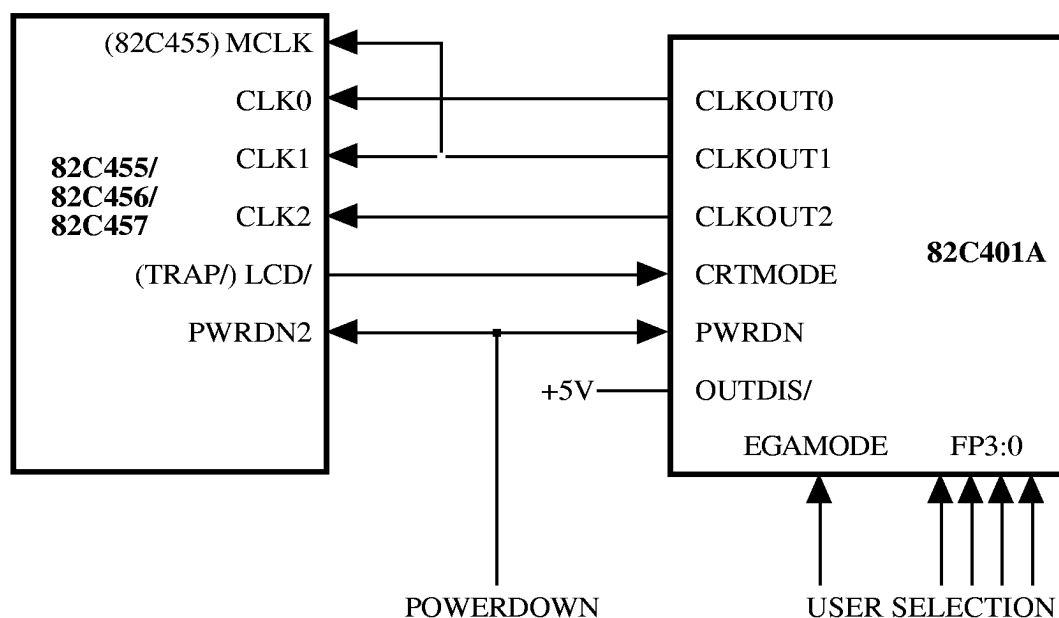 (82C455) MCLK
CLK0
CLK1
CLK2
(TRAP/) LCD/
PWRDN2
82C455/
82C456/
82C457
CLKOUT0
CLKOUT1
CLKOUT2
CRTMODE
PWRDN
OUTDIS/
82C401A
+5V
EGAMODE FP3:0
POWERDOWN
USER SELECTION